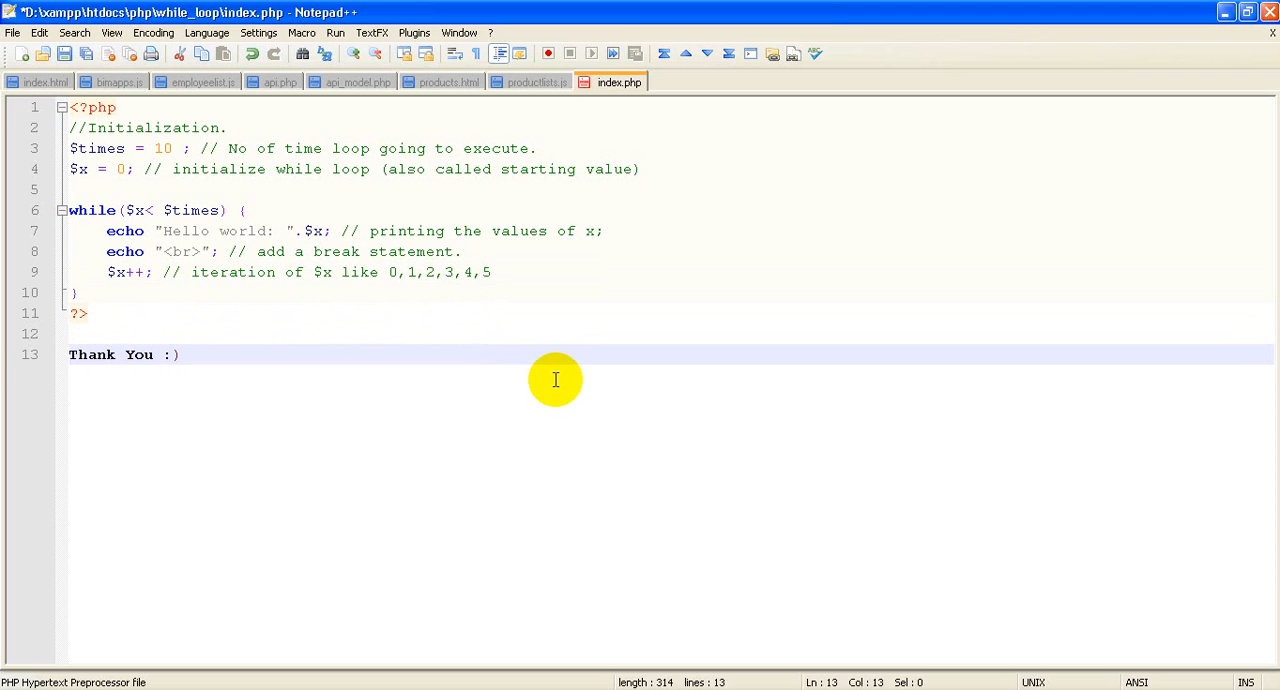 *D:\xampp\htdocs\php\while_loop\index.php - Notepad++
File Edit Search View Encoding Language Settings Macro Run TextFX Plugins Window ? X
index.html bimapps.js employeelist.js api.php api_model.php products.html productlists.js index.php
1 <?php
2 //Initialization.
3 $times = 10 ; // No of time loop going to execute.
4 $x = 0; // initialize while loop (also called starting value)
5
6 while($x< $times) {
7 echo "Hello world: ".$x; // printing the values of x;
8 echo "<br>"; // add a break statement.
9 $x++; // iteration of $x like 0,1,2,3,4,5
10 }
11 ?>
12
13 Thank You :)
PHP Hypertext Preprocessor file length : 314 lines : 13 Ln : 13 Col : 13 Sel : 0 UNIX ANSI INS